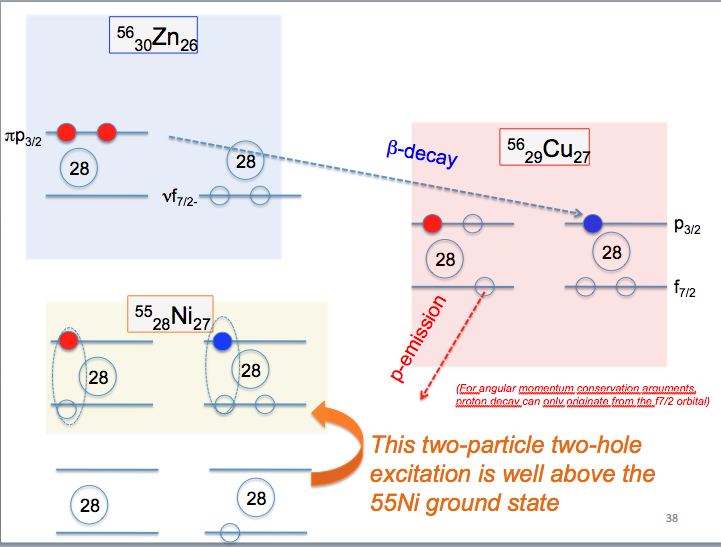 56 30Zn26
πp3/2
28
28
νf7/2-
β-decay
56 29Cu27
28
28
p3/2
f7/2
p-emission
(For angular momentum conservation arguments,
proton decay can only originate from the f7/2 orbital)
55 28Ni27
28
28
28
28
This two-particle two-hole
excitation is well above the
55Ni ground state
38